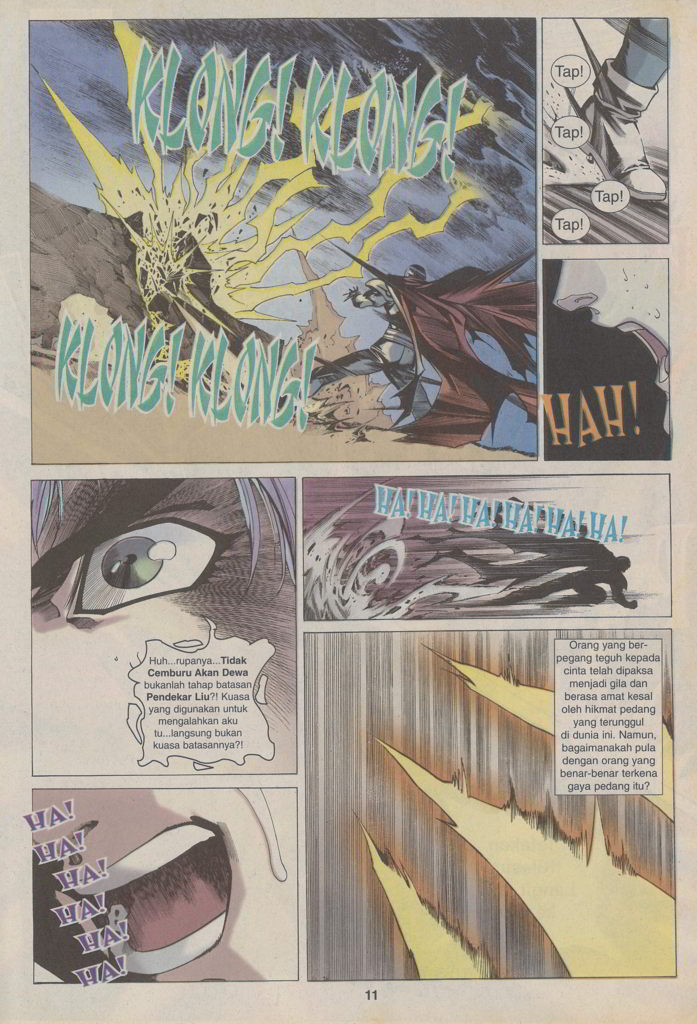 KLONG! KLONG!
KLONG! KLONG!
Tap!
Tap!
Tap!
Tap!
HAH!
Huh...rupanya...Tidak
Cemburu Akan Dewa
bukanlah tahap batasan
Pendekar Liu?! Kuasa
yang digunakan untuk
mengalahkan aku
tu...langsung bukan
kuasa batasannya?!
HA! HA! HA! HA! HA! HA!
HA!
HA!
HA!
HA!
HA!
HA!
Orang yang ber-
pegang teguh kepada
cinta telah dipaksa
menjadi gila dan
berasa amat kesal
oleh hikmat pedang
yang terunggul
di dunia ini. Namun,
bagaimanakah pula
dengan orang yang
benar-benar terkena
gaya pedang itu?
11